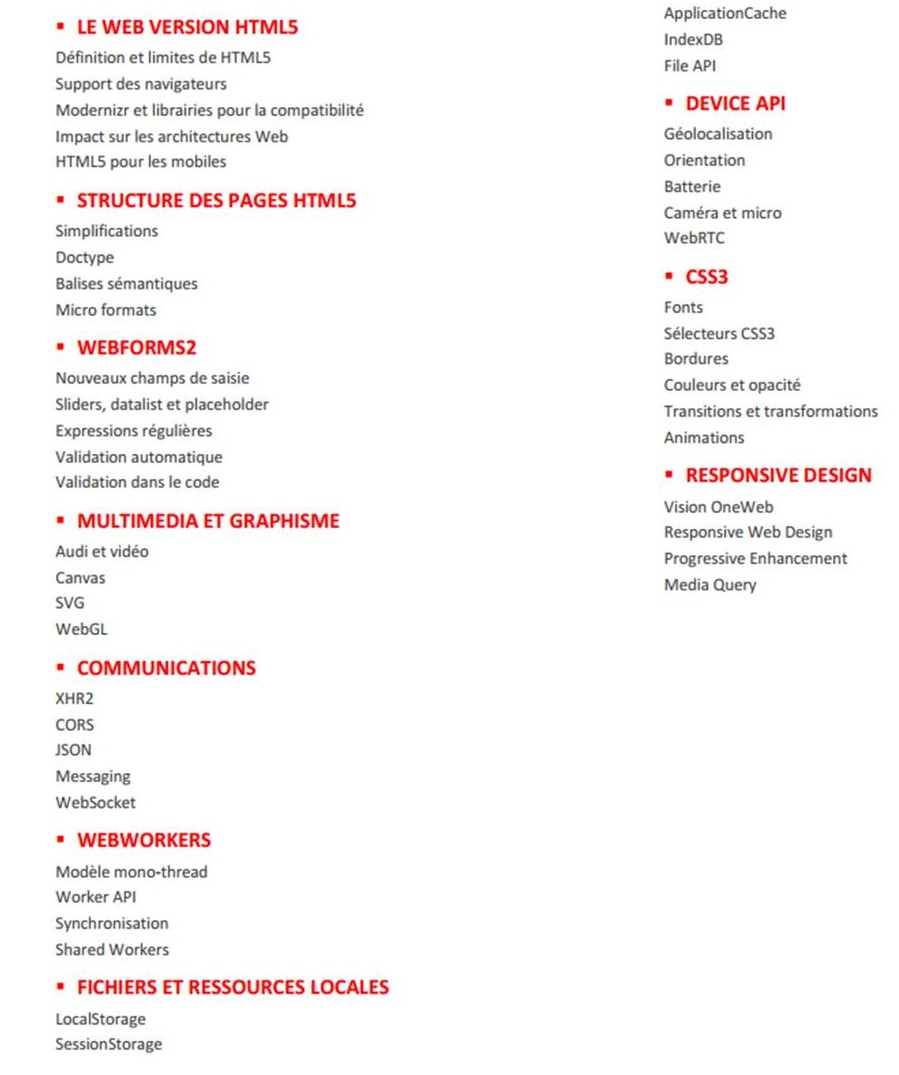 ▪ LE WEB VERSION HTML5
Définition et limites de HTML5
Support des navigateurs
Modernizr et librairies pour la compatibilité
Impact sur les architectures Web
HTML5 pour les mobiles
▪ STRUCTURE DES PAGES HTML5
Simplifications
Doctype
Balises sémantiques
Micro formats
▪ WEBFORMS2
Nouveaux champs de saisie
Sliders, datalist et placeholder
Expressions régulières
Validation automatique
Validation dans le code
▪ MULTIMEDIA ET GRAPHISME
Audi et vidéo
Canvas
SVG
WebGL
▪ COMMUNICATIONS
XHR2
CORS
JSON
Messaging
WebSocket
▪ WEBWORKERS
Modèle mono-thread
Worker API
Synchronisation
Shared Workers
▪ FICHIERS ET RESSOURCES LOCALES
LocalStorage
SessionStorage
ApplicationCache
IndexDB
File API
▪ DEVICE API
Géolocalisation
Orientation
Batterie
Caméra et micro
WebRTC
▪ CSS3
Fonts
Sélecteurs CSS3
Bordures
Couleurs et opacité
Transitions et transformations
Animations
▪ RESPONSIVE DESIGN
Vision OneWeb
Responsive Web Design
Progressive Enhancement
Media Query